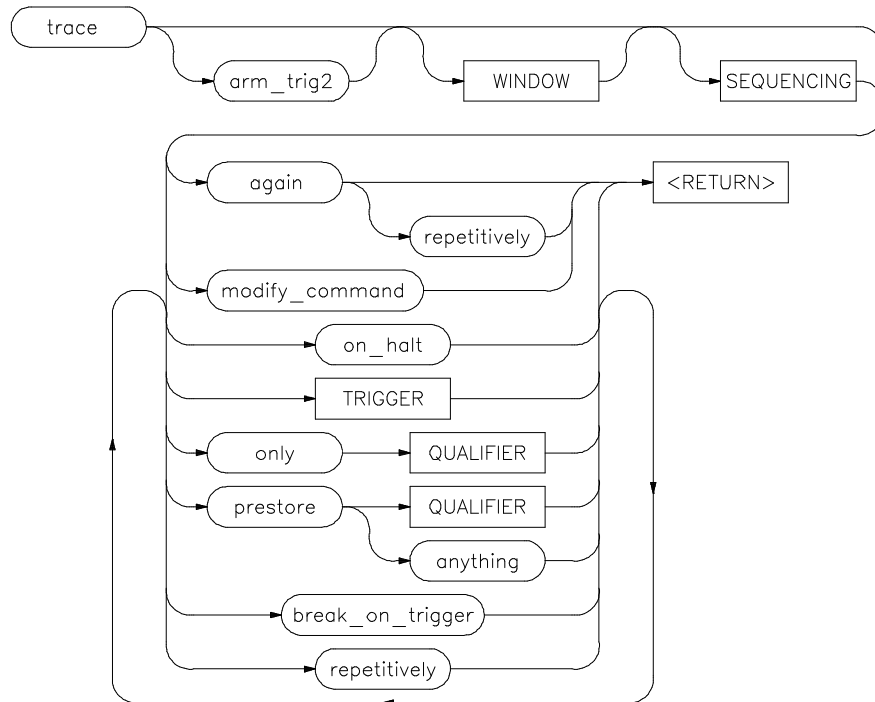 trace
arm_trig2 WINDOW SEQUENCING
again <RETURN>
repetitively
modify_command
on_halt
TRIGGER
only QUALIFIER
prestore QUALIFIER
anything
break_on_trigger
repetitively